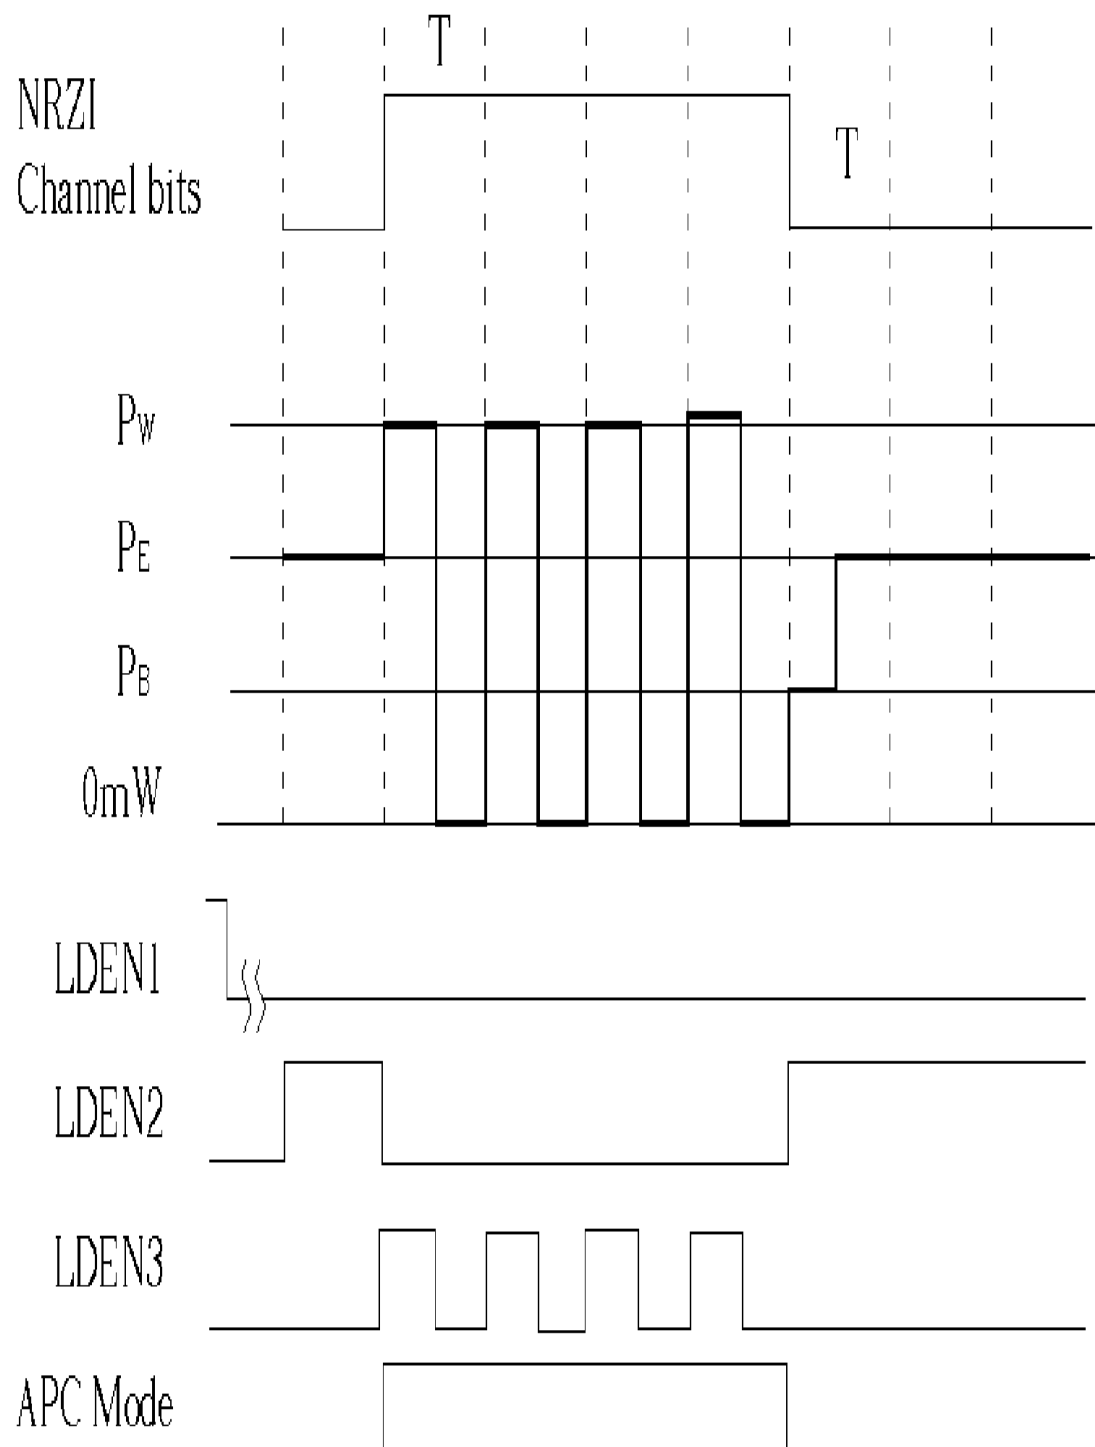 T
NRZI
T
Channel bits
PW
PE
PB
0mW
LDEN1
LDEN2
LDEN3
APC Mode